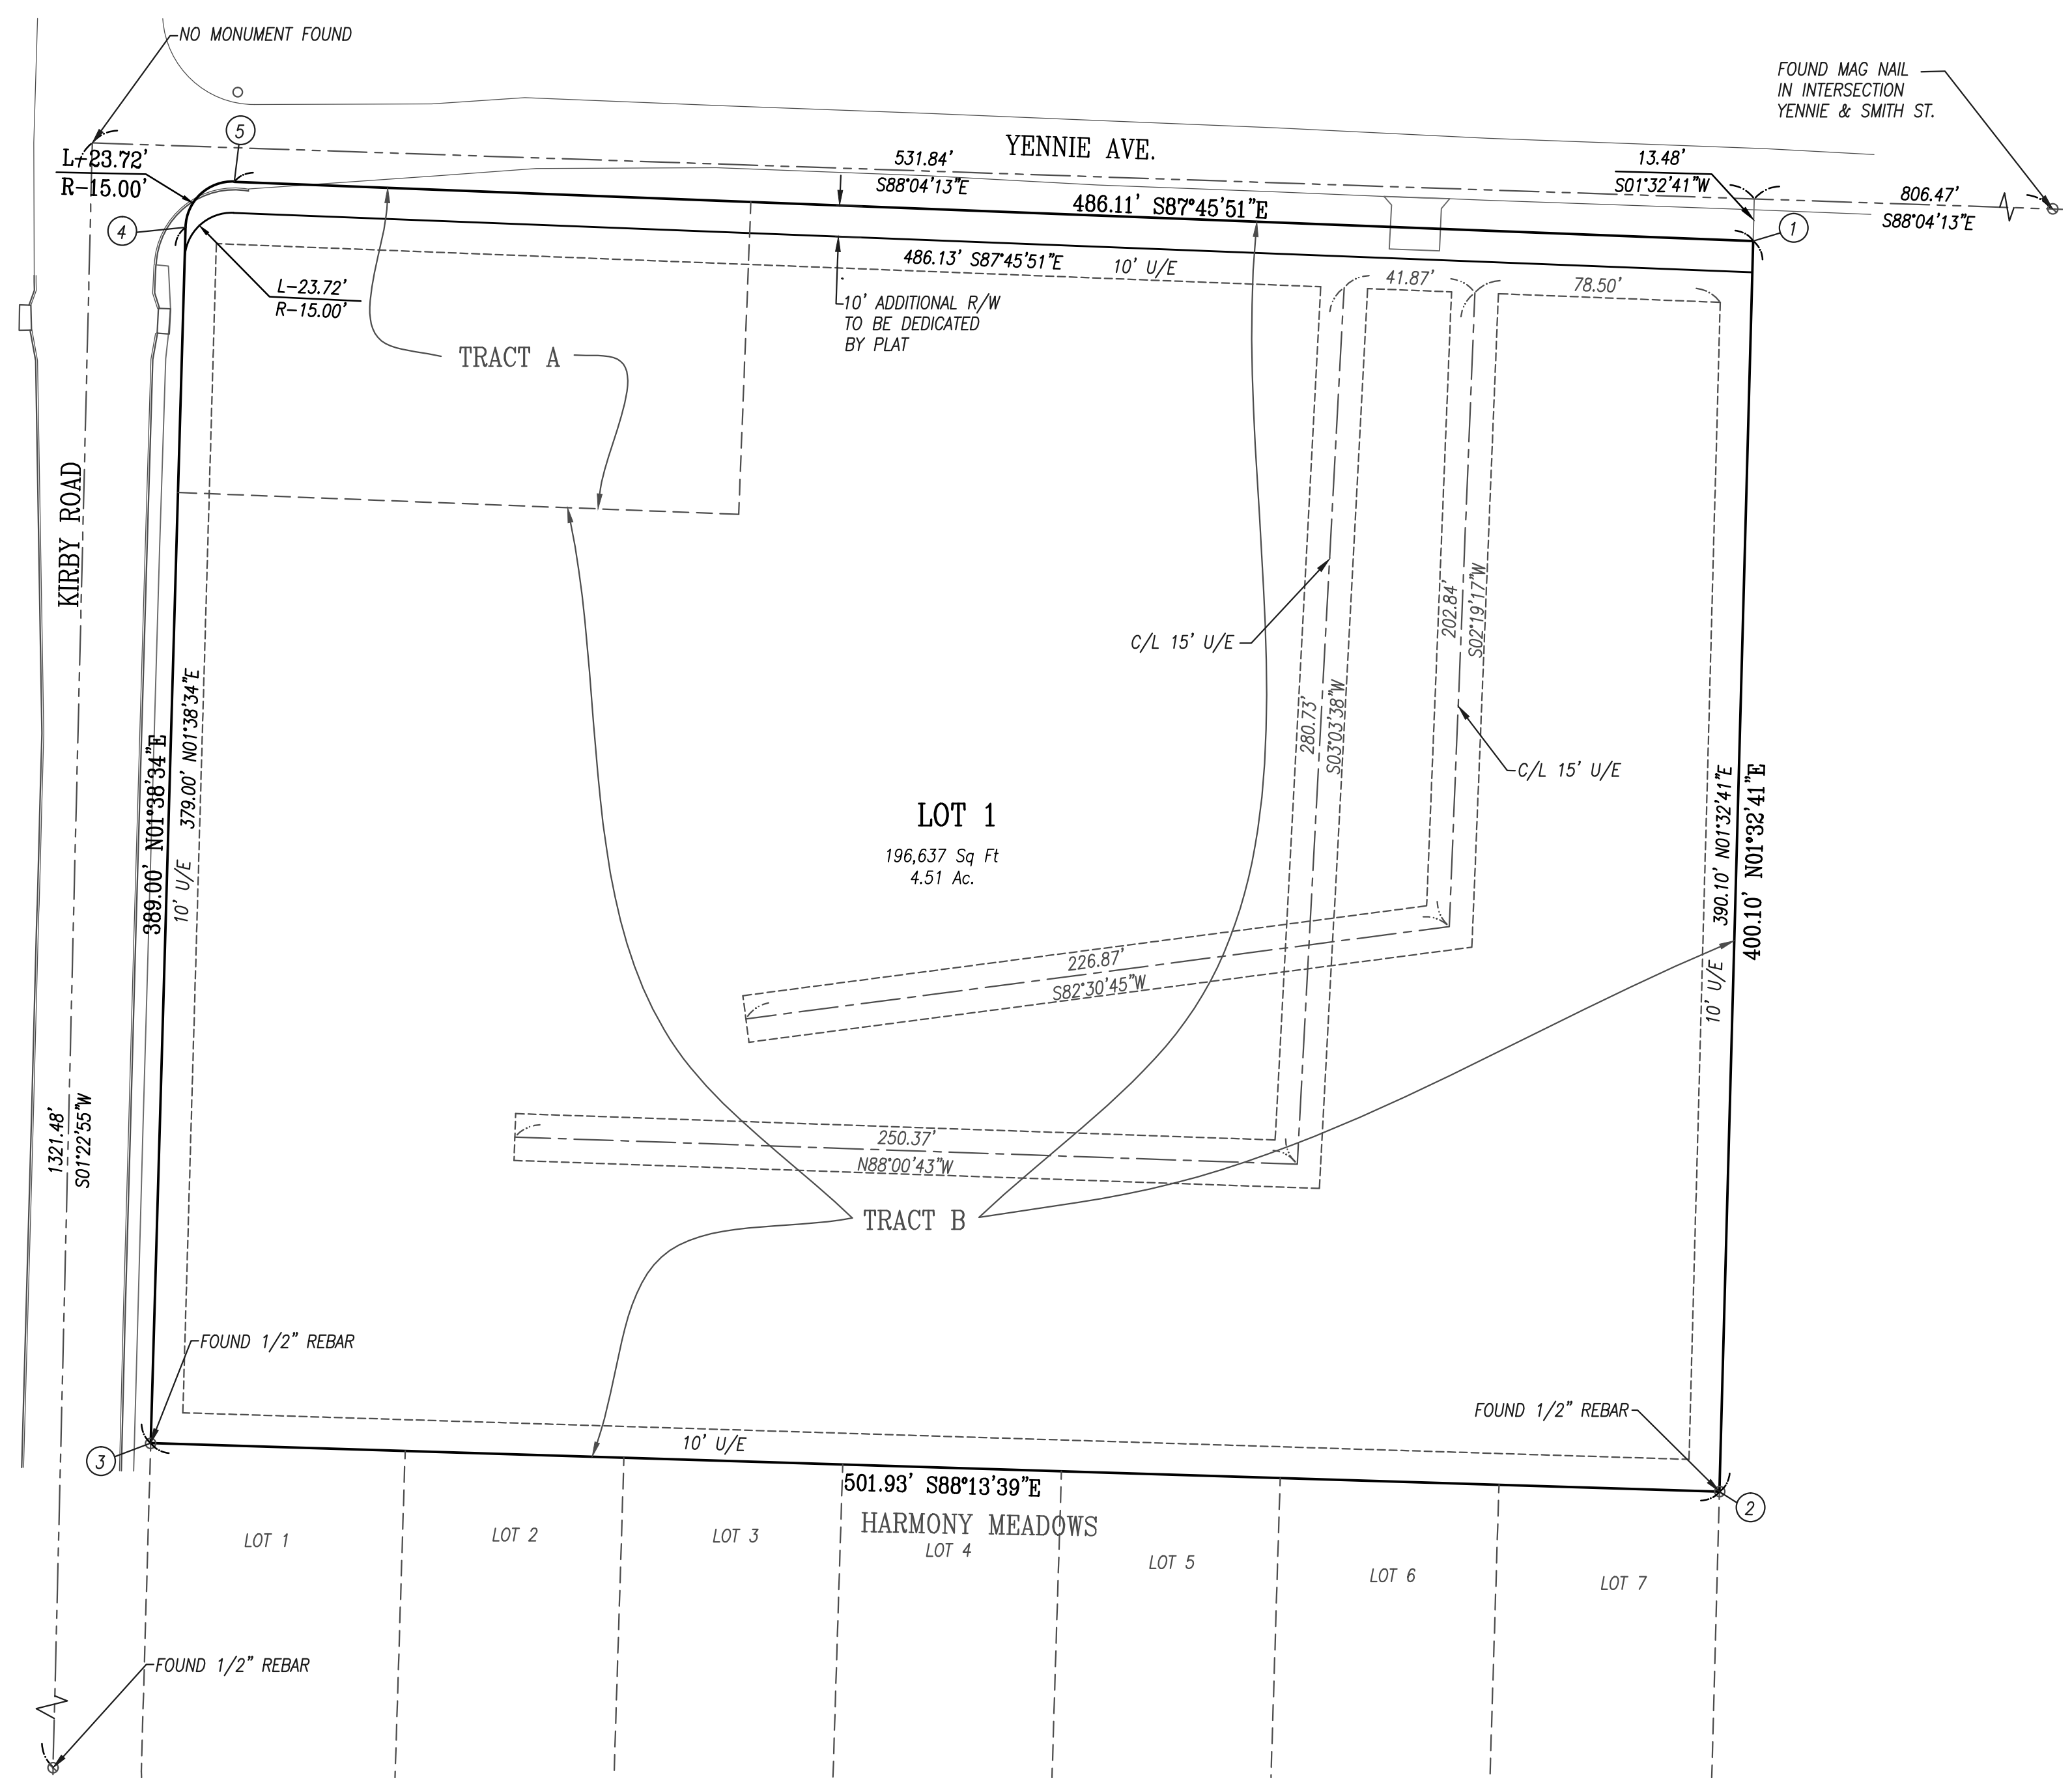 NO MONUMENT FOUND
FOUND MAG NAIL
IN INTERSECTION
YENNIE & SMITH ST.
5
YENNIE AVE.
531.84'
S88°04'13"E
13.48'
S01°32'41"W
806.47'
S88°04'13"E
L-23.72'
R-15.00'
486.11' S87°45'51"E
4
1
486.13' S87°45'51"E
10' U/E
41.87'
78.50'
L-23.72'
R-15.00'
10' ADDITIONAL R/W
TO BE DEDICATED
BY PLAT
TRACT A
KIRBY ROAD
C/L 15' U/E
202.84'
S02°19'17"W
280.73'
S03°03'38"W
C/L 15' U/E
389.00' N01°38'34"E
10' U/E 379.00' N01°38'34"E
LOT 1
196,637 Sq Ft
4.51 Ac.
10' U/E 390.10' N01°32'41"E
400.10' N01°32'41"E
226.87'
S82°30'45"W
1321.48'
S01°22'55"W
250.37'
N88°00'43"W
TRACT B
FOUND 1/2" REBAR
FOUND 1/2" REBAR
3
10' U/E
501.93' S88°13'39"E
2
HARMONY MEADOWS
LOT 1
LOT 2
LOT 3
LOT 4
LOT 5
LOT 6
LOT 7
FOUND 1/2" REBAR